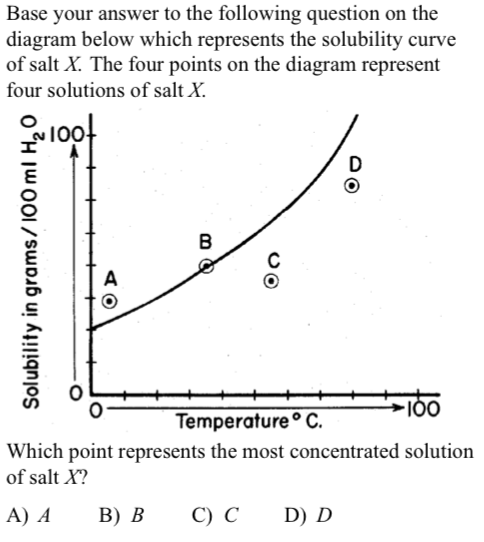 Base your answer to the following question on the
diagram below which represents the solubility curve
of salt X. The four points on the diagram represent
four solutions of salt X.
Solubility in grams/100 ml H₂O
100
A
B
C
D
0
0
Temperature° C.
100
Which point represents the most concentrated solution
of salt X?
A) A B) B C) C D) D